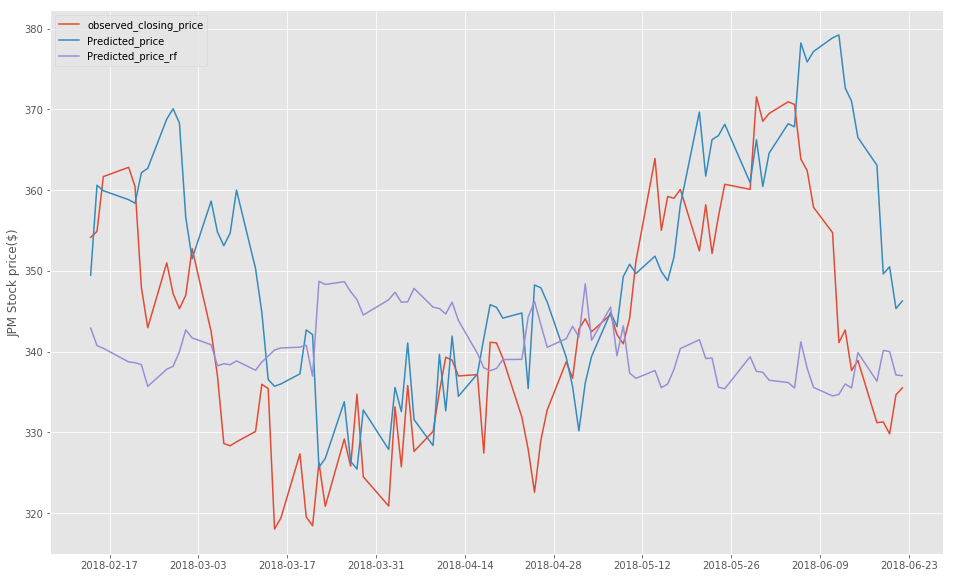 observed_closing_price
Predicted_price
Predicted_price_rf
JPM Stock price($)
380
370
360
350
340
330
320
2018-02-17 2018-03-03 2018-03-17 2018-03-31 2018-04-14 2018-04-28 2018-05-12 2018-05-26 2018-06-09 2018-06-23